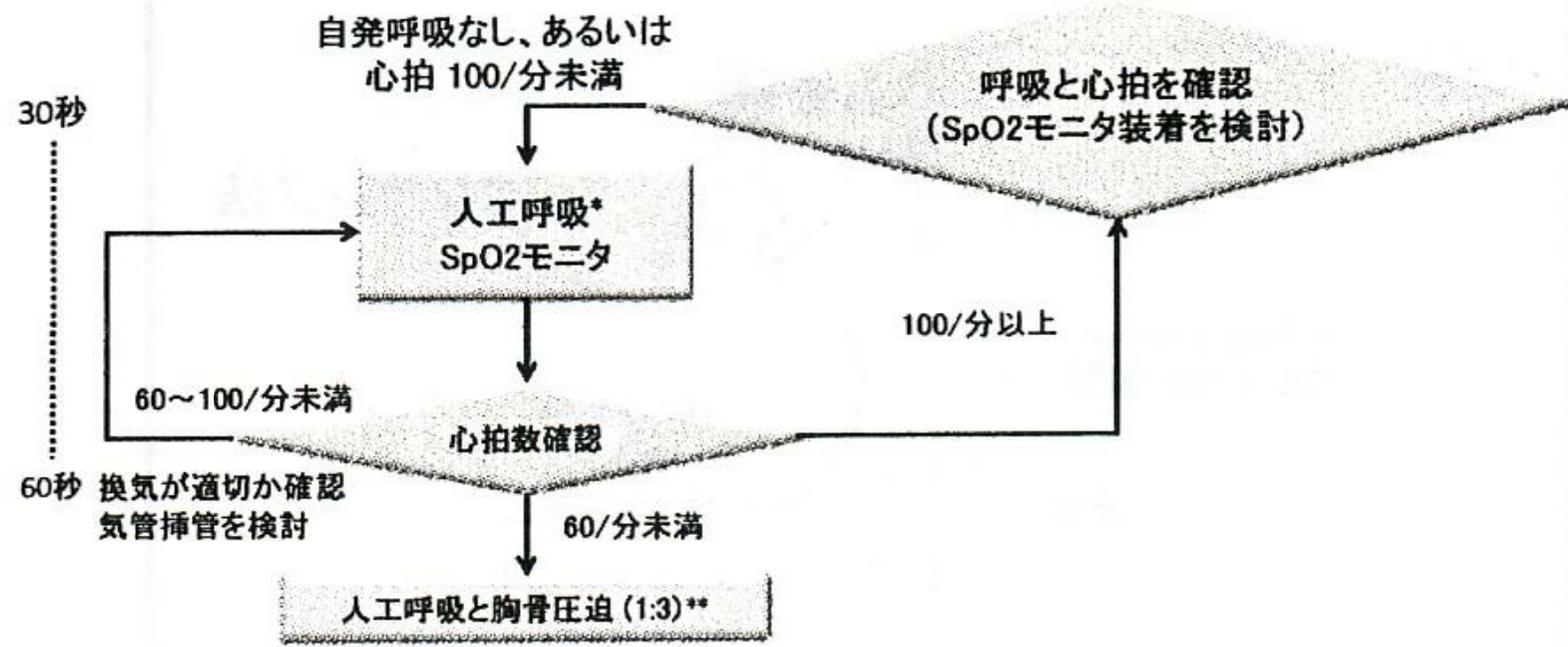 自発呼吸なし、あるいは
心拍 100/分未満
呼吸と心拍を確認
(SpO2モニタ装着を検討)
30秒
人工呼吸*
SpO2モニタ
100/分以上
60～100/分未満
心拍数確認
60秒 換気が適切か確認
気管挿管を検討
60/分未満
人工呼吸と胸骨圧迫 (1:3)**